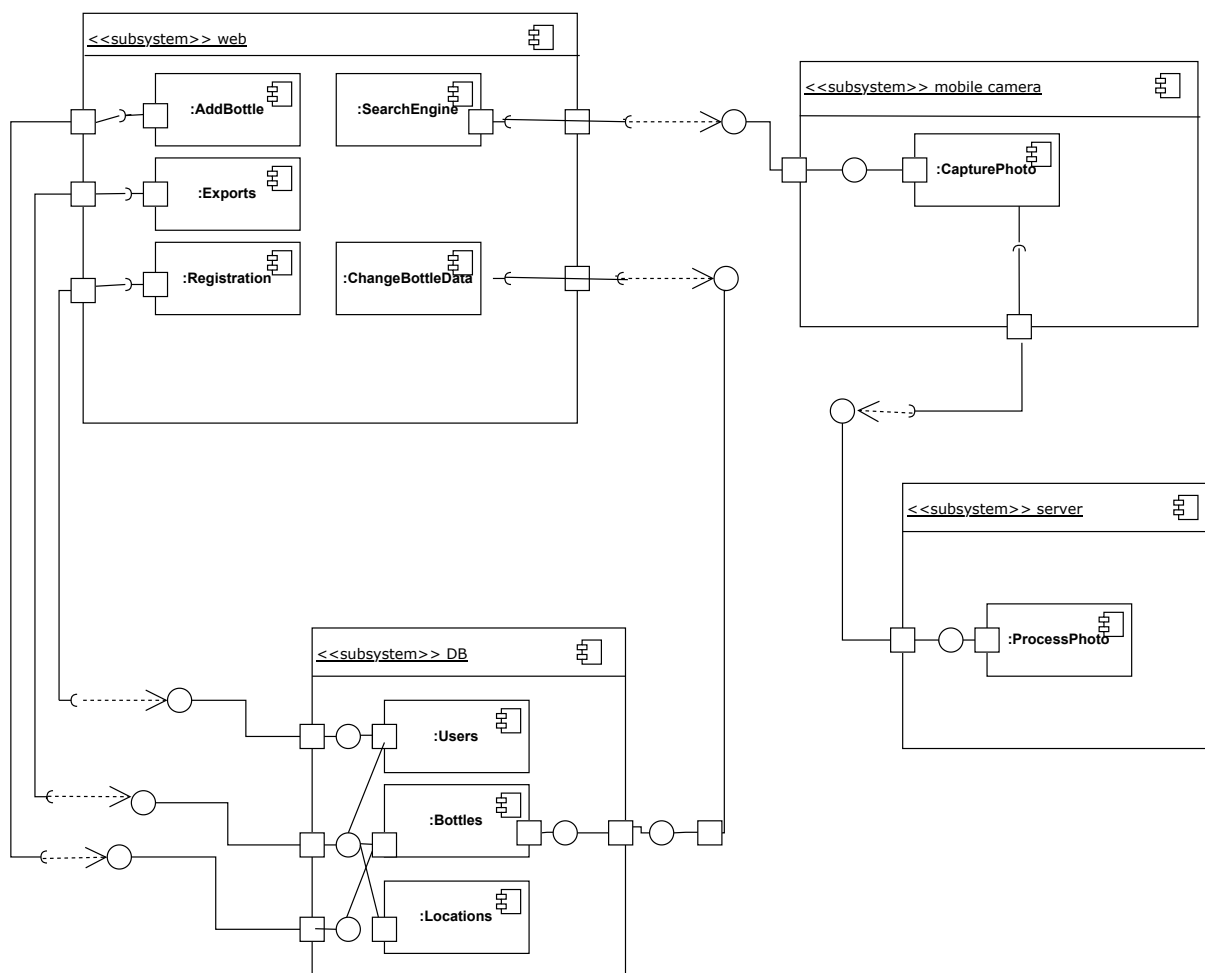 <<subsystem>> web
:AddBottle
:SearchEngine
<<subsystem>> mobile camera
:CapturePhoto
:Exports
:Registration
:ChangeBottleData
<<subsystem>> server
:ProcessPhoto
<<subsystem>> DB
:Users
:Bottles
:Locations